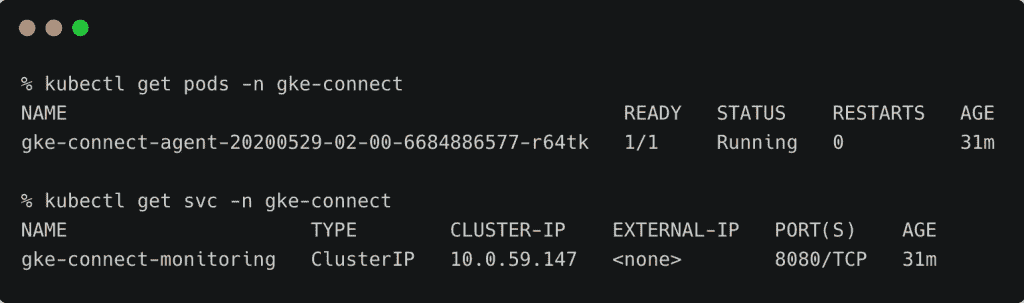 % kubectl get pods -n gke-connect
NAME                                                READY   STATUS    RESTARTS   AGE
gke-connect-agent-20200529-02-00-6684886577-r64tk   1/1     Running   0          31m
% kubectl get svc -n gke-connect
NAME                     TYPE        CLUSTER-IP    EXTERNAL-IP   PORT(S)    AGE
gke-connect-monitoring   ClusterIP   10.0.59.147   <none>        8080/TCP   31m